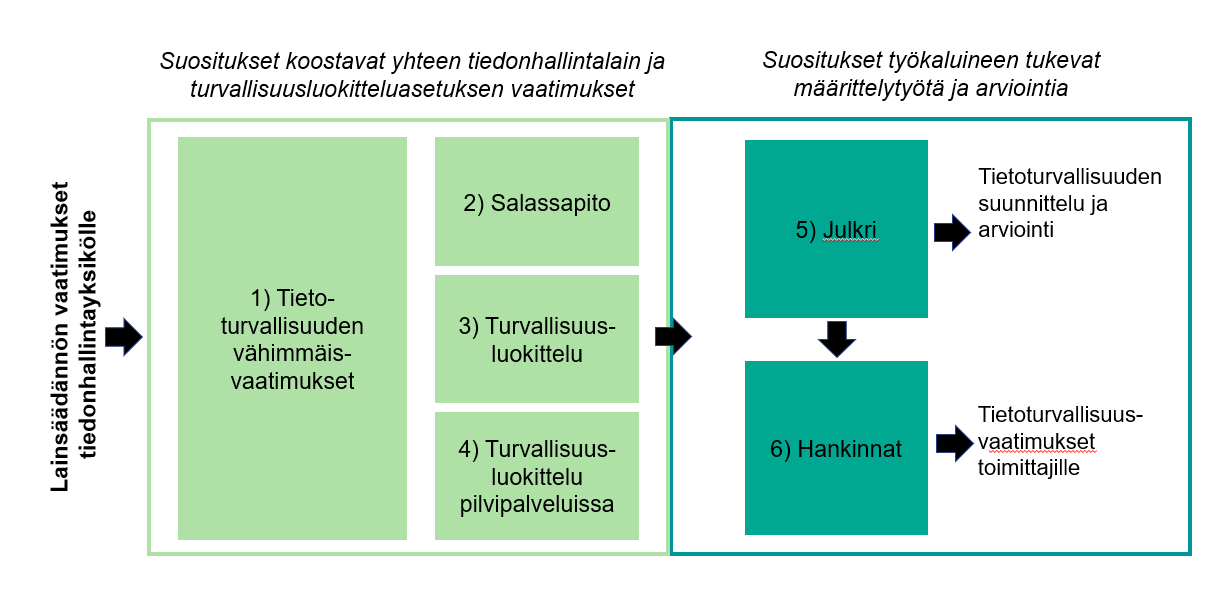 Suositukset koostavat yhteen tiedonhallintalain ja
turvallisuusluokitteluasetuksen vaatimukset
Suositukset työkaluineen tukevat
määrittelytyötä ja arviointia
Lainsäädännön vaatimukset
tiedonhallintayksikölle
1) Tieto-
turvallisuuden
vähimmäis-
vaatimukset
2) Salassapito
3) Turvallisuus-
luokittelu
4) Turvallisuus-
luokittelu
pilvipalveluissa
5) Julkri
Tietoturvallisuuden
suunnittelu ja
arviointi
6) Hankinnat
Tietoturvallisuus-
vaatimukset
toimittajille